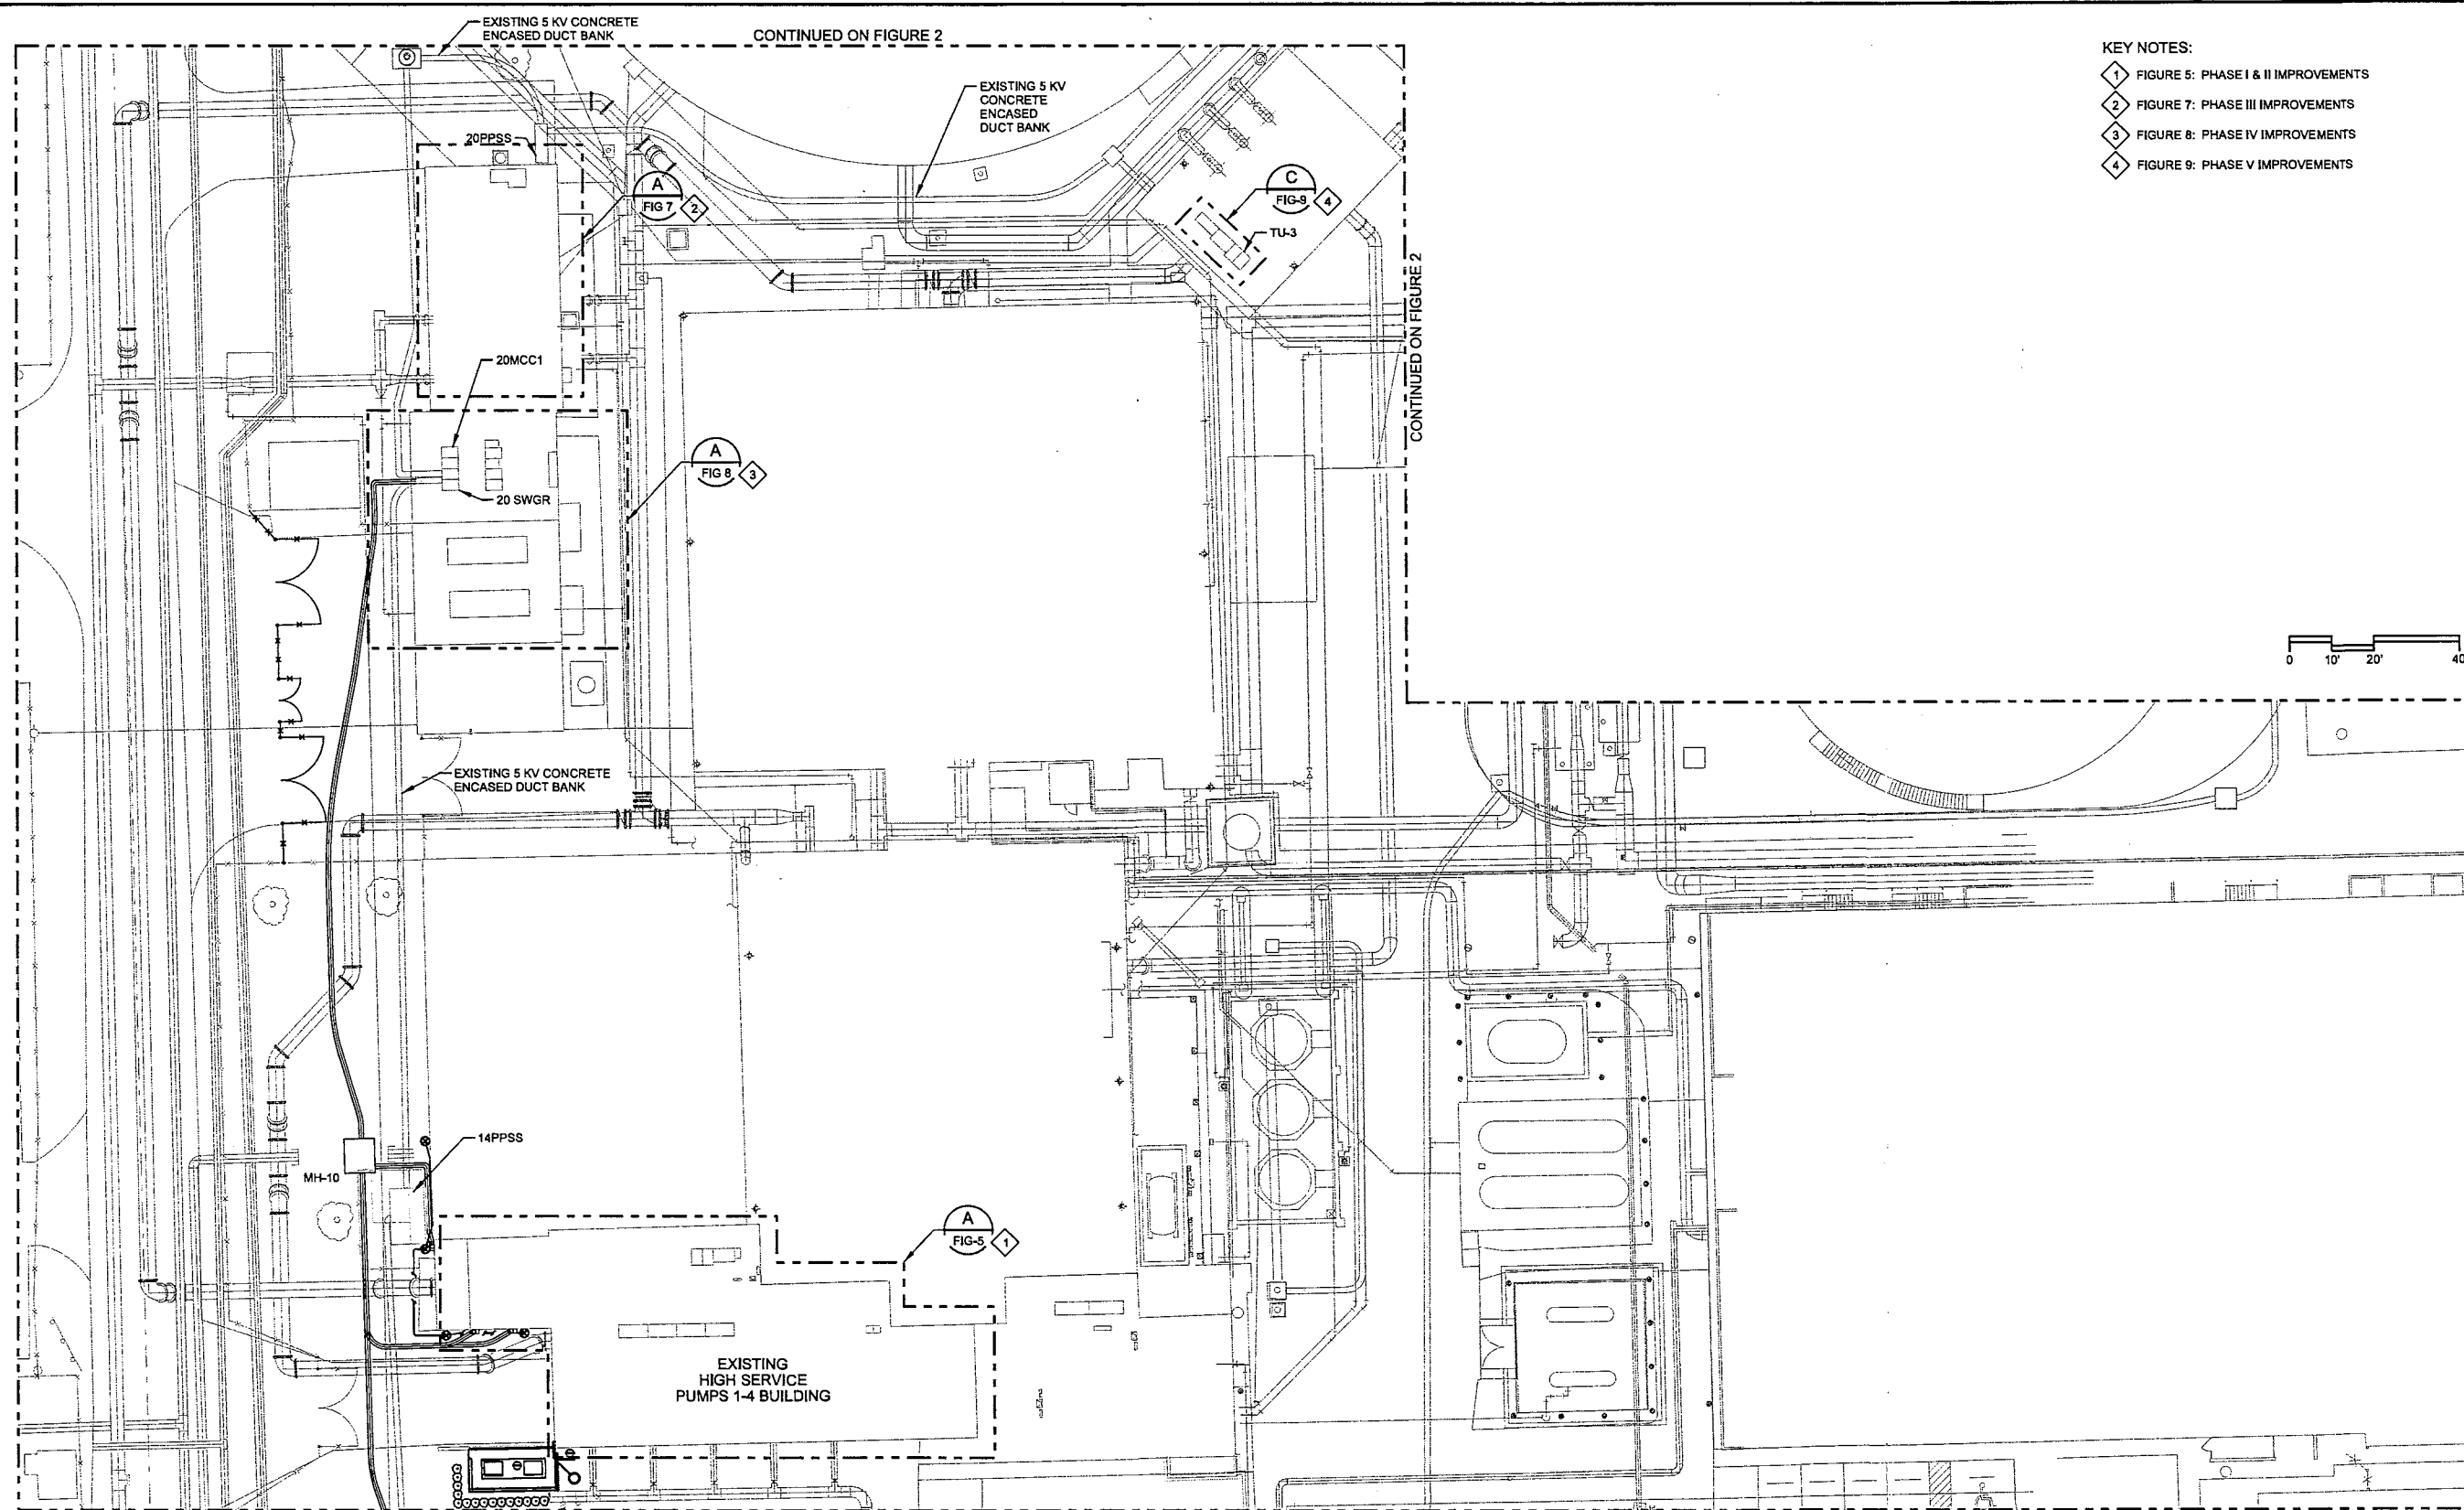 EXISTING 5 KV CONCRETE
ENCASED DUCT BANK
CONTINUED ON FIGURE 2
KEY NOTES:
1 FIGURE 5: PHASE I & II IMPROVEMENTS
2 FIGURE 7: PHASE III IMPROVEMENTS
3 FIGURE 8: PHASE IV IMPROVEMENTS
4 FIGURE 9: PHASE V IMPROVEMENTS
EXISTING 5 KV
CONCRETE
ENCASED
DUCT BANK
20PPSS
A
FIG 7
2
C
FIG-9
4
TU-3
CONTINUED ON FIGURE 2
20MCC1
A
FIG 8
3
20 SWGR
0 10' 20' 40
EXISTING 5 KV CONCRETE
ENCASED DUCT BANK
14PPSS
MH-10
A
FIG-5
1
EXISTING
HIGH SERVICE
PUMPS 1-4 BUILDING